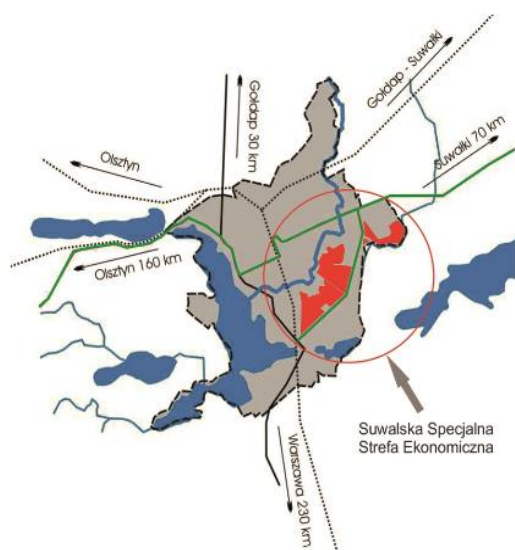 Gołdap - Suwałki
Gołdap 30 km
Olsztyn
Suwałki 70 km
Olsztyn 160 km
Suwalska Specjalna
Strefa Ekonomiczna
Warszawa 230 km